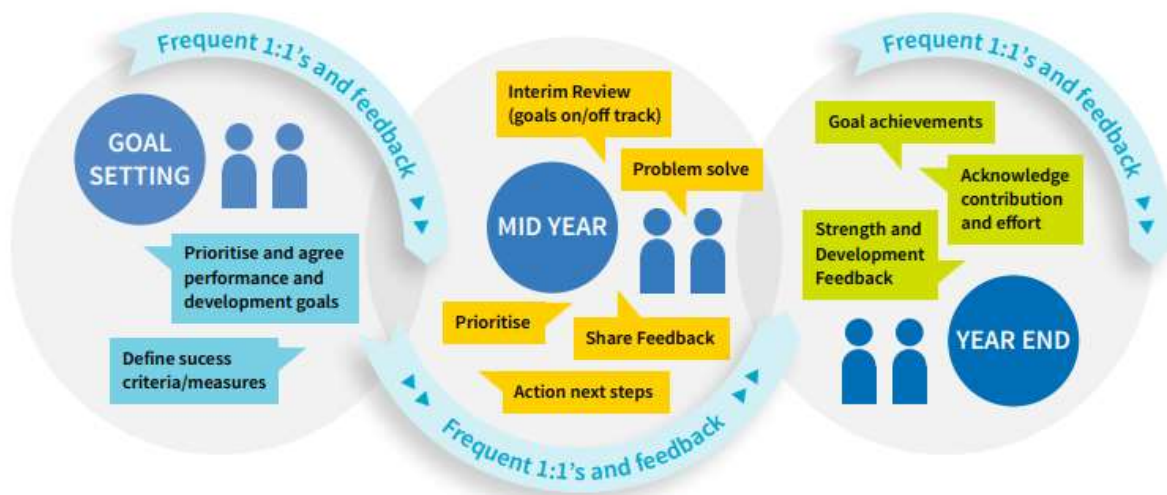 Frequent 1:1's and feedback
GOAL
SETTING
Prioritise and agree
performance and
development goals
Define sucess
criteria/measures
Interim Review
(goals on/off track)
Problem solve
MID YEAR
Prioritise
Share Feedback
Action next steps
Frequent 1:1's and feedback
Frequent 1:1's and feedback
Goal achievements
Acknowledge
contribution
and effort
Strength and
Development
Feedback
YEAR END